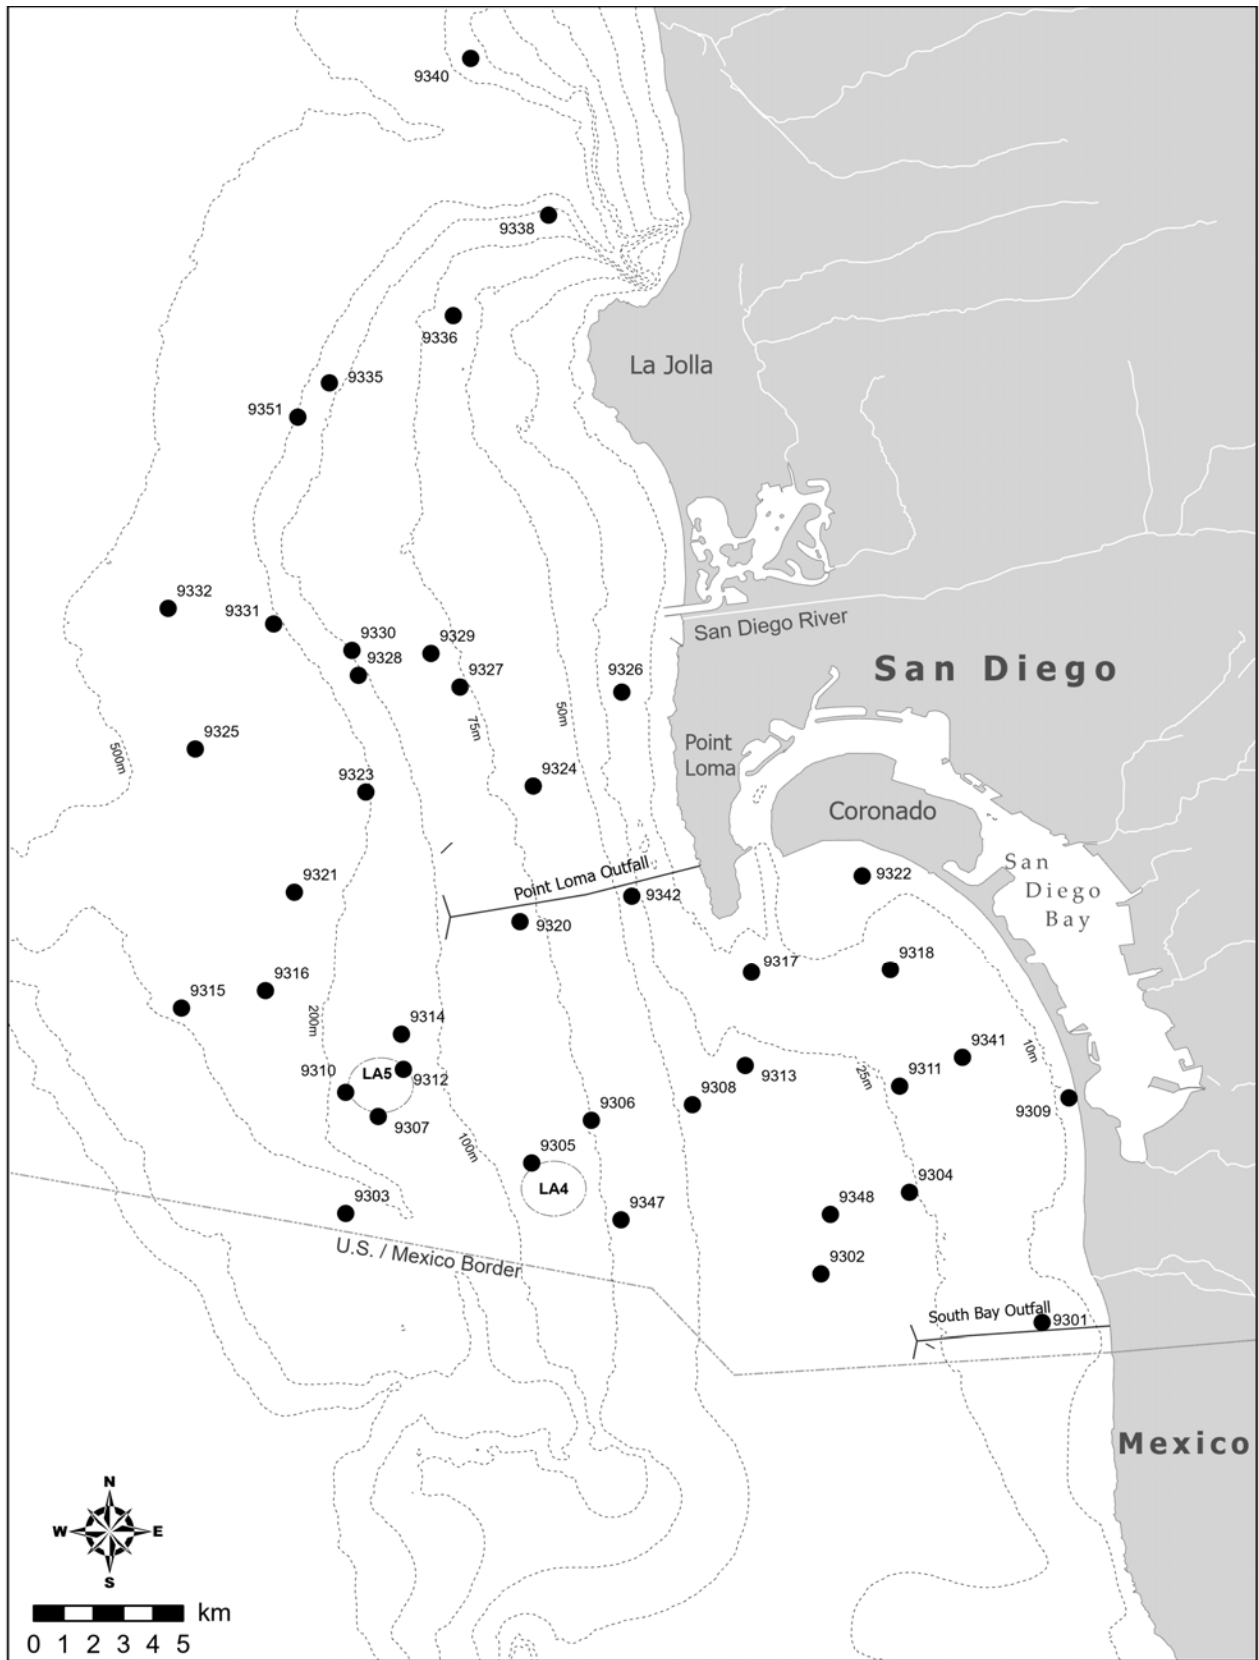 9340
9338
9336
La Jolla
9335
9351
9332
9331
San Diego River
9330
9329
9328
9327
9326
San Diego
50m
75m
500m
9325
Point
Loma
9324
9323
Coronado
San
Diego
Bay
Point Loma Outfall
9321
9342
9322
9320
9316
9317
9318
9315
200m
9314
LA5
9310
9312
9313
25m
9341
10m
9311
9308
9309
9306
9307
100m
9305
LA4
9304
9303
9347
9348
U.S. / Mexico Border
9302
South Bay Outfall
9301
Mexico
N
W E
S
km
0 1 2 3 4 5